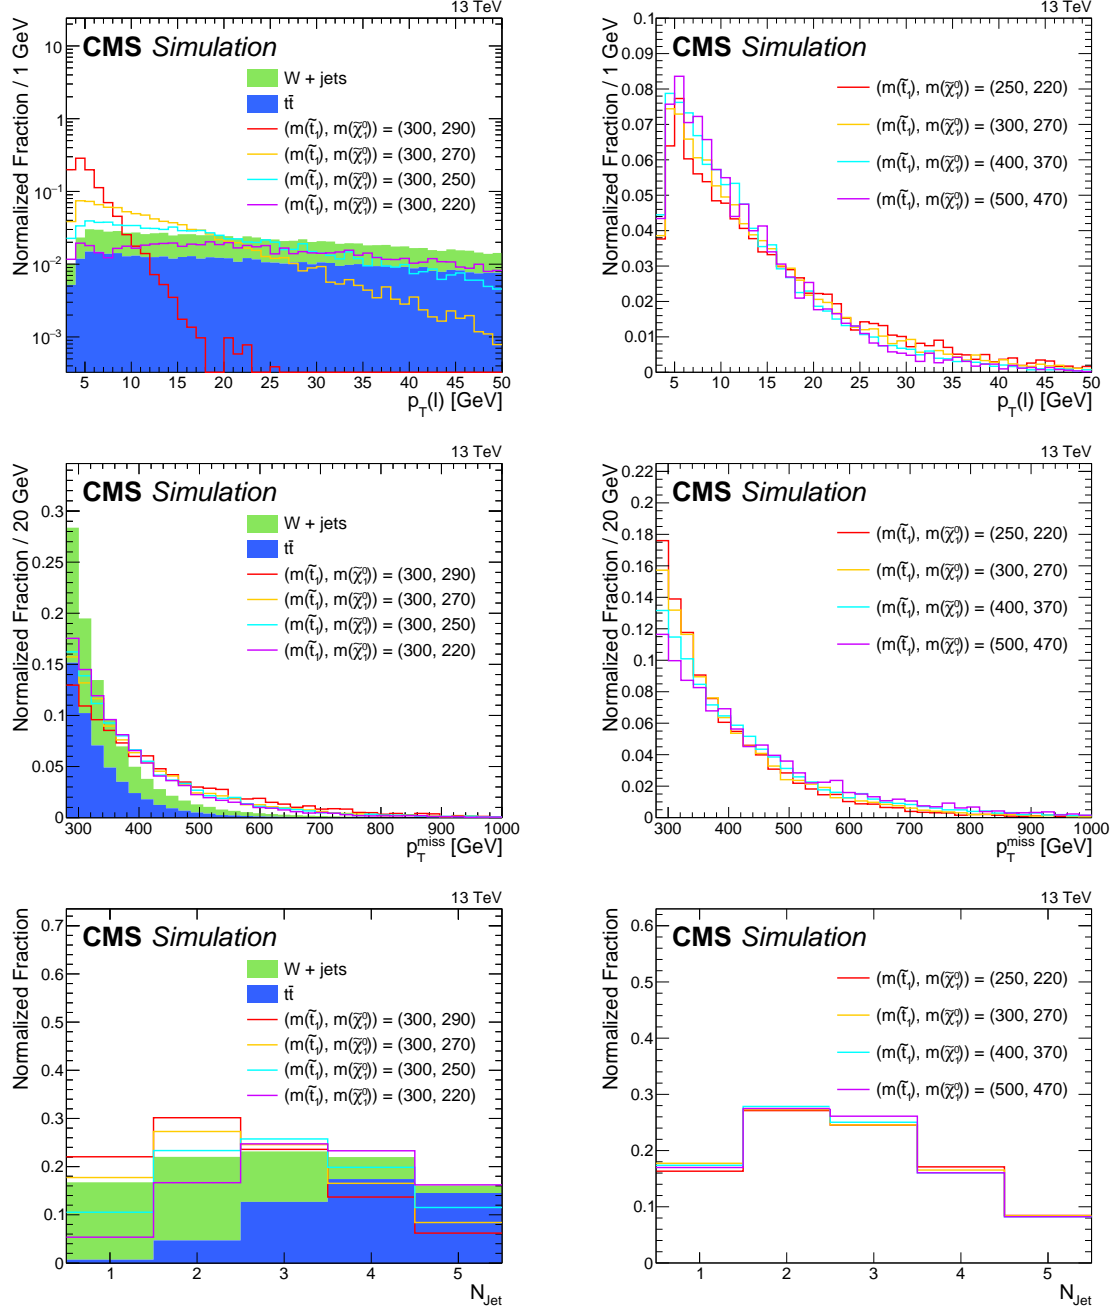 13 TeV
CMS Simulation
W + jets
tt̄
(m(t̃₁), m(χ̃⁰₁)) = (300, 290)
(m(t̃₁), m(χ̃⁰₁)) = (300, 270)
(m(t̃₁), m(χ̃⁰₁)) = (300, 250)
(m(t̃₁), m(χ̃⁰₁)) = (300, 220)
Normalized Fraction / 1 GeV
10
1
10⁻¹
10⁻²
10⁻³
5 10 15 20 25 30 35 40 45 50
p_T(l) [GeV]
13 TeV
CMS Simulation
(m(t̃₁), m(χ̃⁰₁)) = (250, 220)
(m(t̃₁), m(χ̃⁰₁)) = (300, 270)
(m(t̃₁), m(χ̃⁰₁)) = (400, 370)
(m(t̃₁), m(χ̃⁰₁)) = (500, 470)
Normalized Fraction / 1 GeV
0.1
0.09
0.08
0.07
0.06
0.05
0.04
0.03
0.02
0.01
0
5 10 15 20 25 30 35 40 45 50
p_T(l) [GeV]
13 TeV
CMS Simulation
W + jets
tt̄
(m(t̃₁), m(χ̃⁰₁)) = (300, 290)
(m(t̃₁), m(χ̃⁰₁)) = (300, 270)
(m(t̃₁), m(χ̃⁰₁)) = (300, 250)
(m(t̃₁), m(χ̃⁰₁)) = (300, 220)
Normalized Fraction / 20 GeV
0.3
0.25
0.2
0.15
0.1
0.05
0
300 400 500 600 700 800 900 1000
p_T^miss [GeV]
13 TeV
CMS Simulation
(m(t̃₁), m(χ̃⁰₁)) = (250, 220)
(m(t̃₁), m(χ̃⁰₁)) = (300, 270)
(m(t̃₁), m(χ̃⁰₁)) = (400, 370)
(m(t̃₁), m(χ̃⁰₁)) = (500, 470)
Normalized Fraction / 20 GeV
0.22
0.2
0.18
0.16
0.14
0.12
0.1
0.08
0.06
0.04
0.02
0
300 400 500 600 700 800 900 1000
p_T^miss [GeV]
13 TeV
CMS Simulation
W + jets
tt̄
(m(t̃₁), m(χ̃⁰₁)) = (300, 290)
(m(t̃₁), m(χ̃⁰₁)) = (300, 270)
(m(t̃₁), m(χ̃⁰₁)) = (300, 250)
(m(t̃₁), m(χ̃⁰₁)) = (300, 220)
Normalized Fraction
0.7
0.6
0.5
0.4
0.3
0.2
0.1
0
1 2 3 4 5
N_Jet
13 TeV
CMS Simulation
(m(t̃₁), m(χ̃⁰₁)) = (250, 220)
(m(t̃₁), m(χ̃⁰₁)) = (300, 270)
(m(t̃₁), m(χ̃⁰₁)) = (400, 370)
(m(t̃₁), m(χ̃⁰₁)) = (500, 470)
Normalized Fraction
0.6
0.5
0.4
0.3
0.2
0.1
0
1 2 3 4 5
N_Jet